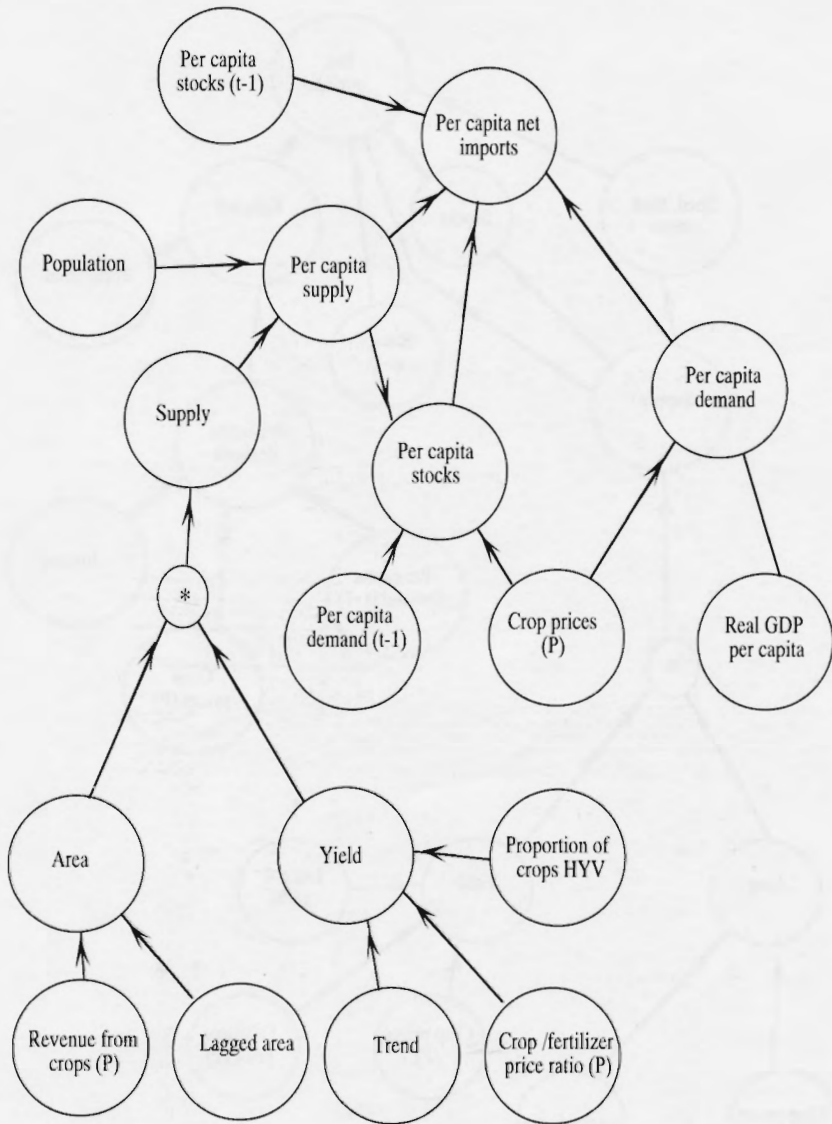 Per capita
stocks (t-1)
Per capita net
imports
Population
Per capita
supply
Per capita
demand
Supply
Per capita
stocks
*
Per capita
demand (t-1)
Crop prices
(P)
Real GDP
per capita
Area
Yield
Proportion of
crops HYV
Revenue from
crops (P)
Lagged area
Trend
Crop /fertilizer
price ratio (P)